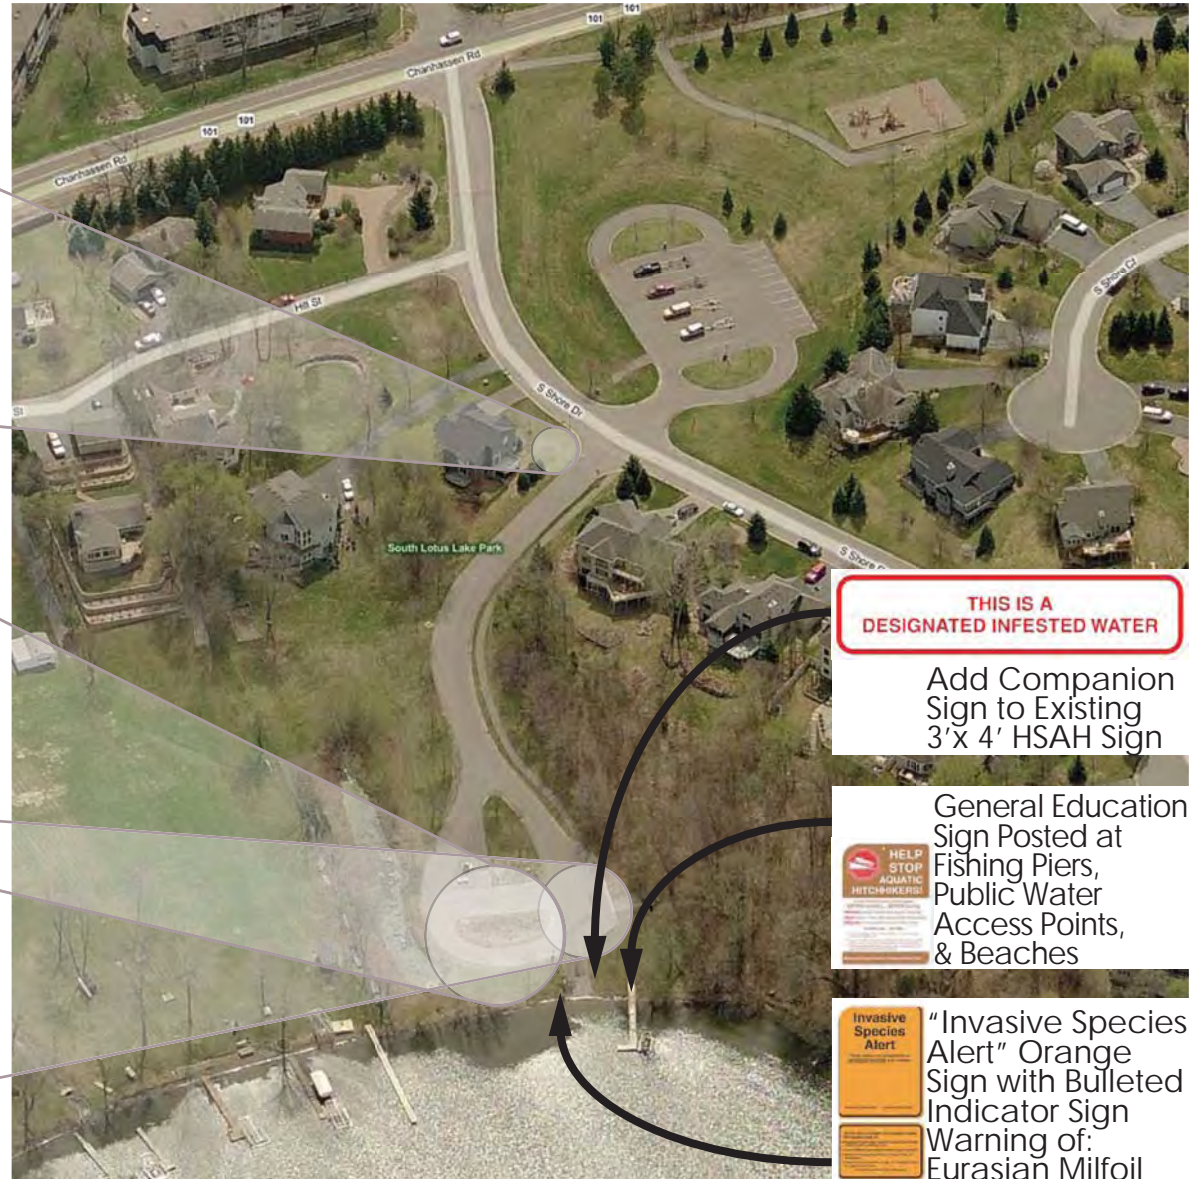 101
101
Chanhassen Rd
101
101
Chanhassen Rd
S Shore Ct
Hill St
St
S Shore Dr
South Lotus Lake Park
S Shore D
THIS IS A
DESIGNATED INFESTED WATER
Add Companion
Sign to Existing
3’x 4’ HSAH Sign
General Education
Sign Posted at
Fishing Piers,
Public Water
Access Points,
& Beaches
HELP
STOP
AQUATIC
HITCHHIKERS!
Invasive
Species
Alert
“Invasive Species
Alert” Orange
Sign with Bulleted
Indicator Sign
Warning of:
Eurasian Milfoil